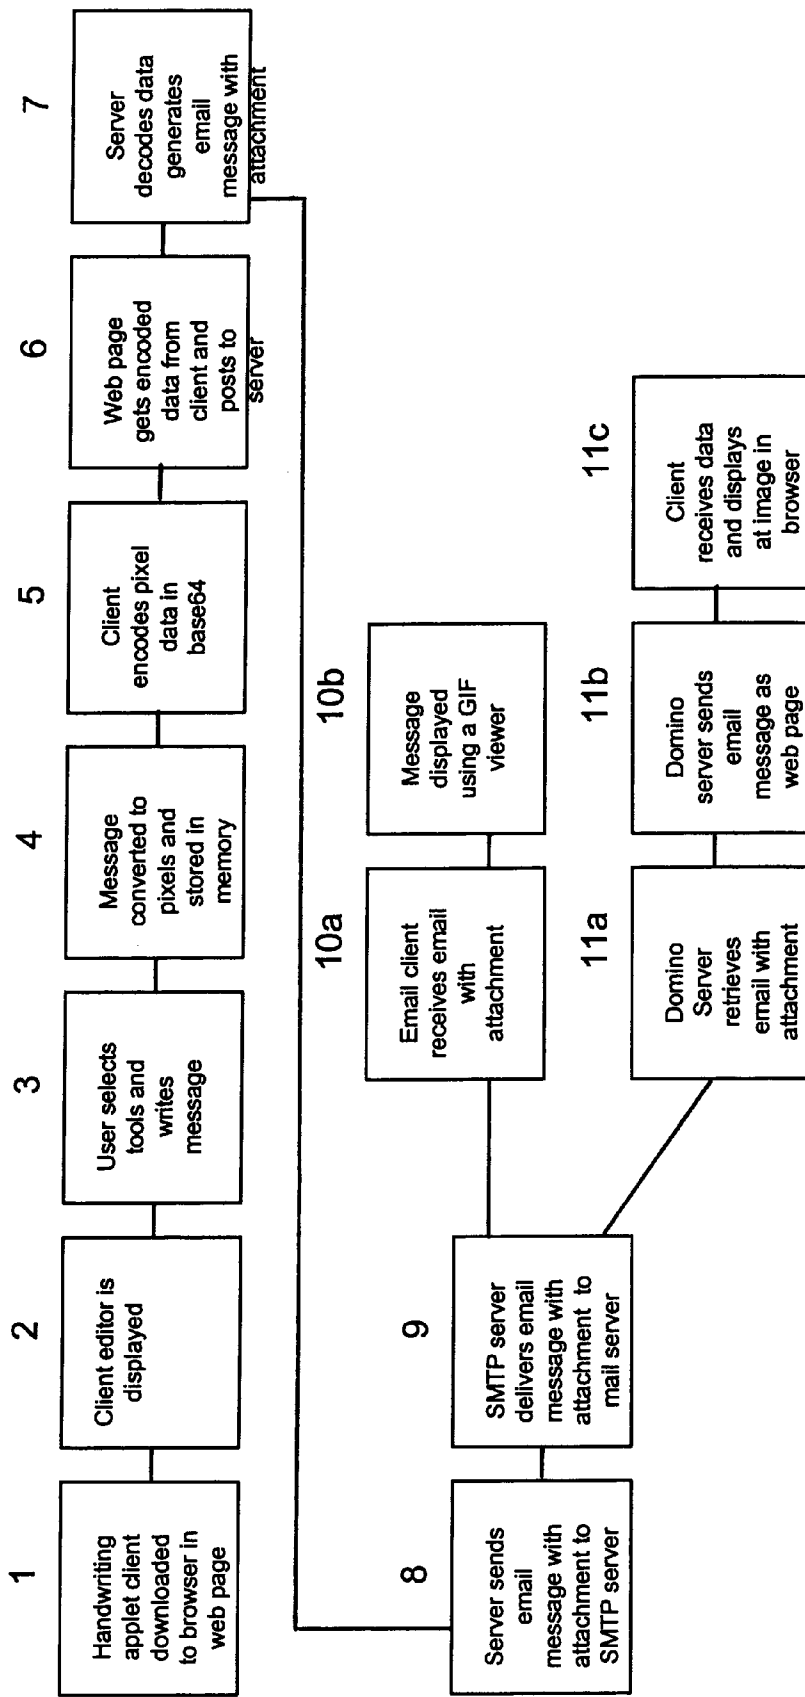 1
Handwriting
applet client
downloaded
to browser in
web page
2
Client editor is
displayed
3
User selects
tools and
writes
message
4
Message
converted to
pixels and
stored in
memory
5
Client
encodes pixel
data in
base64
6
Web page
gets encoded
data from
client and
posts to
server
7
Server
decodes data
generates
email
message with
attachment
8
Server sends
email
message with
attachment to
SMTP server
9
SMTP server
delivers email
message with
attachment to
mail server
10a
Email client
receives email
with
attachment
10b
Message
displayed
using a GIF
viewer
11a
Domino
Server
retrieves
email with
attachment
11b
Domino
server sends
email
message as
web page
11c
Client
receives data
and displays
at image in
browser